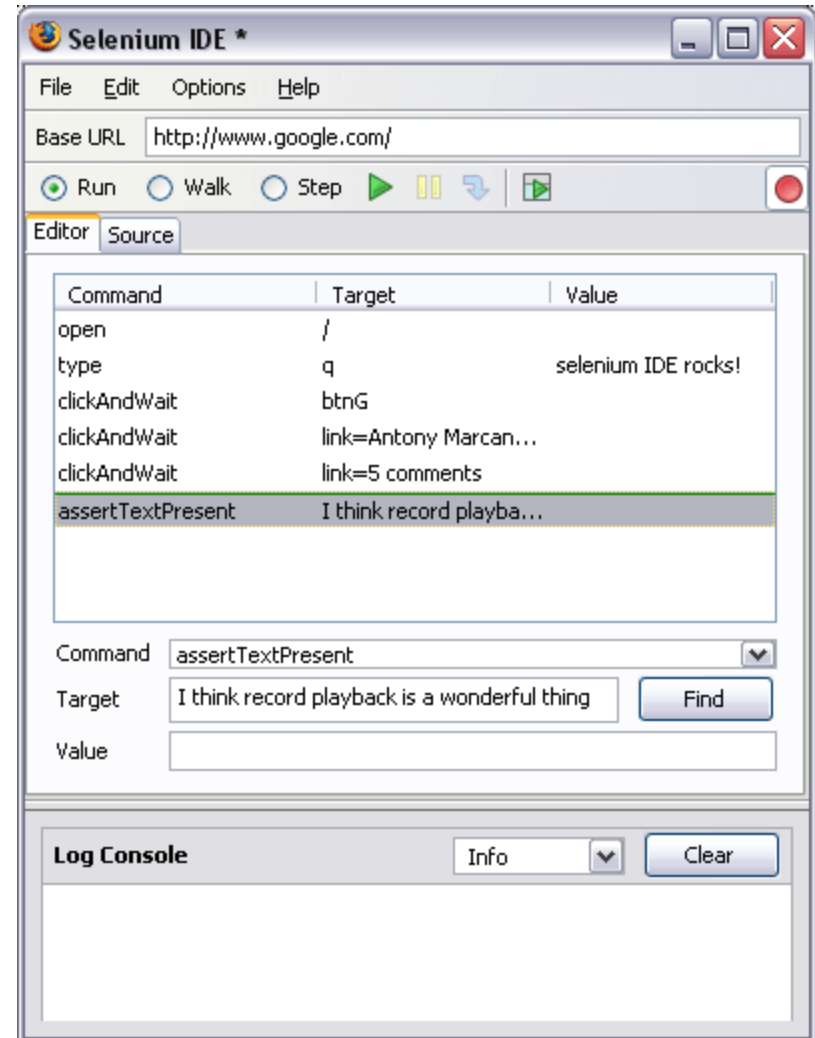 Selenium IDE *
File Edit Options Help
Base URL http://www.google.com/
Run Walk Step
Editor Source
Command Target Value
open /
type q selenium IDE rocks!
clickAndWait btnG
clickAndWait link=Antony Marcan...
clickAndWait link=5 comments
assertTextPresent I think record playba...
Command assertTextPresent
Target I think record playback is a wonderful thing Find
Value
Log Console Info Clear